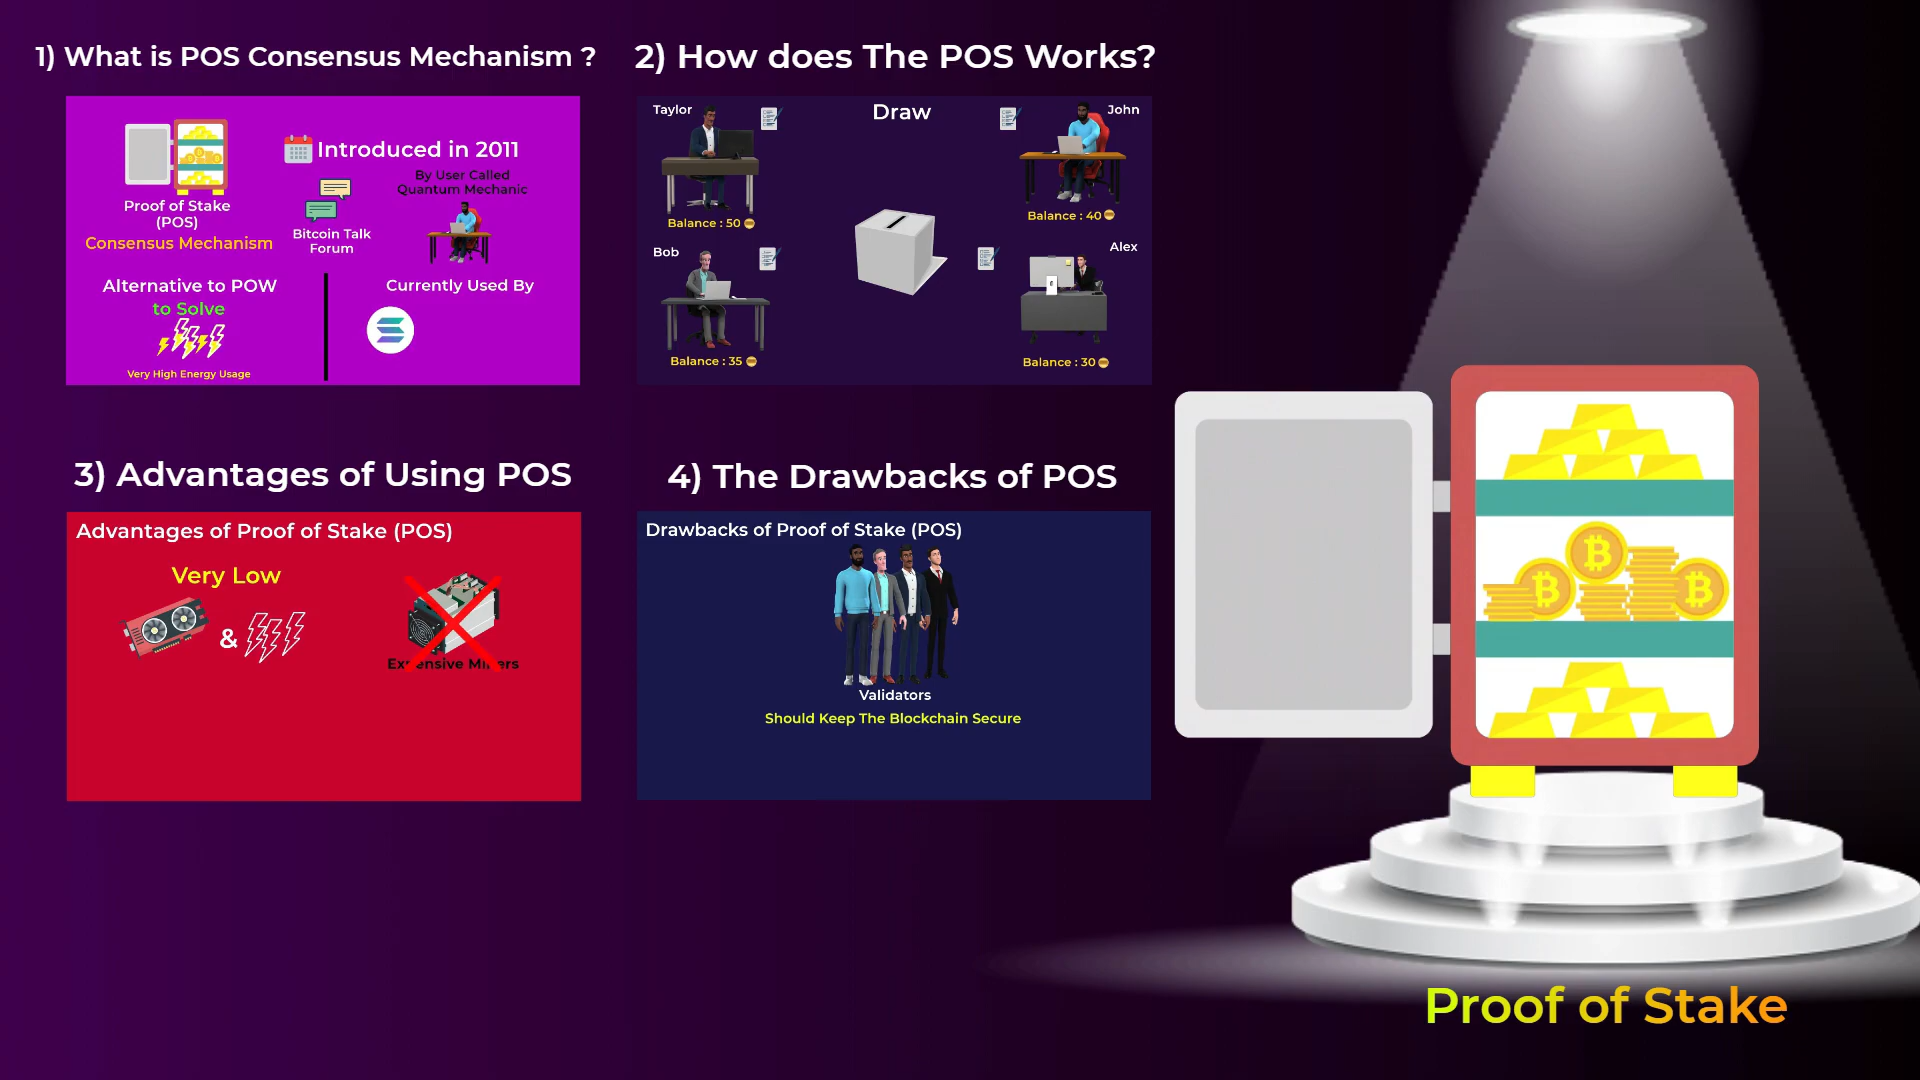 1) What is POS Consensus Mechanism ?
Introduced in 2011
By User Called
Quantum Mechanic
Proof of Stake
(POS)
Consensus Mechanism
Bitcoin Talk
Forum
Alternative to POW
to Solve
Very High Energy Usage
Currently Used By
2) How does The POS Works?
Draw
Taylor
Balance : 50
John
Balance : 40
Bob
Balance : 35
Alex
Balance : 30
3) Advantages of Using POS
Advantages of Proof of Stake (POS)
Very Low
&
Expensive Miners
4) The Drawbacks of POS
Drawbacks of Proof of Stake (POS)
Validators
Should Keep The Blockchain Secure
Proof of Stake